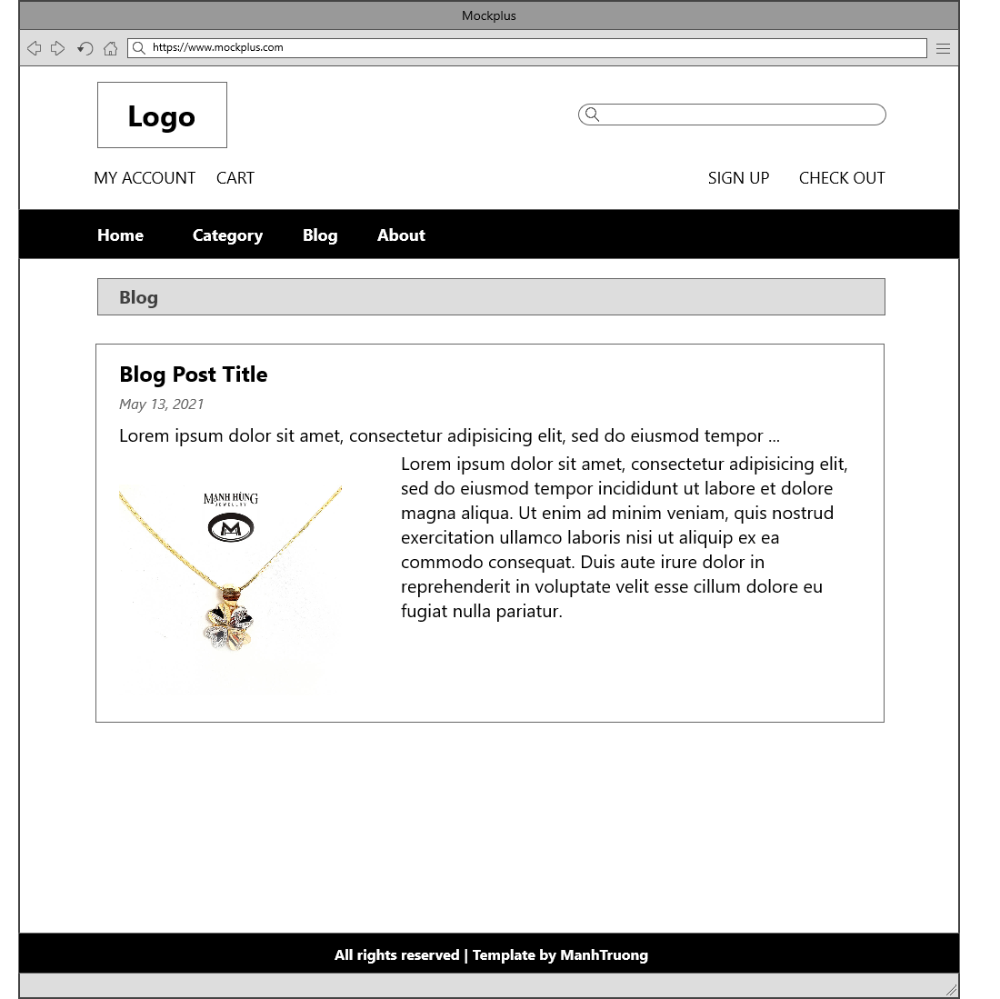 Mockplus
https://www.mockplus.com
Logo
MY ACCOUNT CART SIGN UP CHECK OUT
Home Category Blog About
Blog
Blog Post Title
May 13, 2021
Lorem ipsum dolor sit amet, consectetur adipisicing elit, sed do eiusmod tempor ...
MẠNH HÙNG
JEWELRY
M
Lorem ipsum dolor sit amet, consectetur adipisicing elit,
sed do eiusmod tempor incididunt ut labore et dolore
magna aliqua. Ut enim ad minim veniam, quis nostrud
exercitation ullamco laboris nisi ut aliquip ex ea
commodo consequat. Duis aute irure dolor in
reprehenderit in voluptate velit esse cillum dolore eu
fugiat nulla pariatur.
All rights reserved | Template by ManhTruong